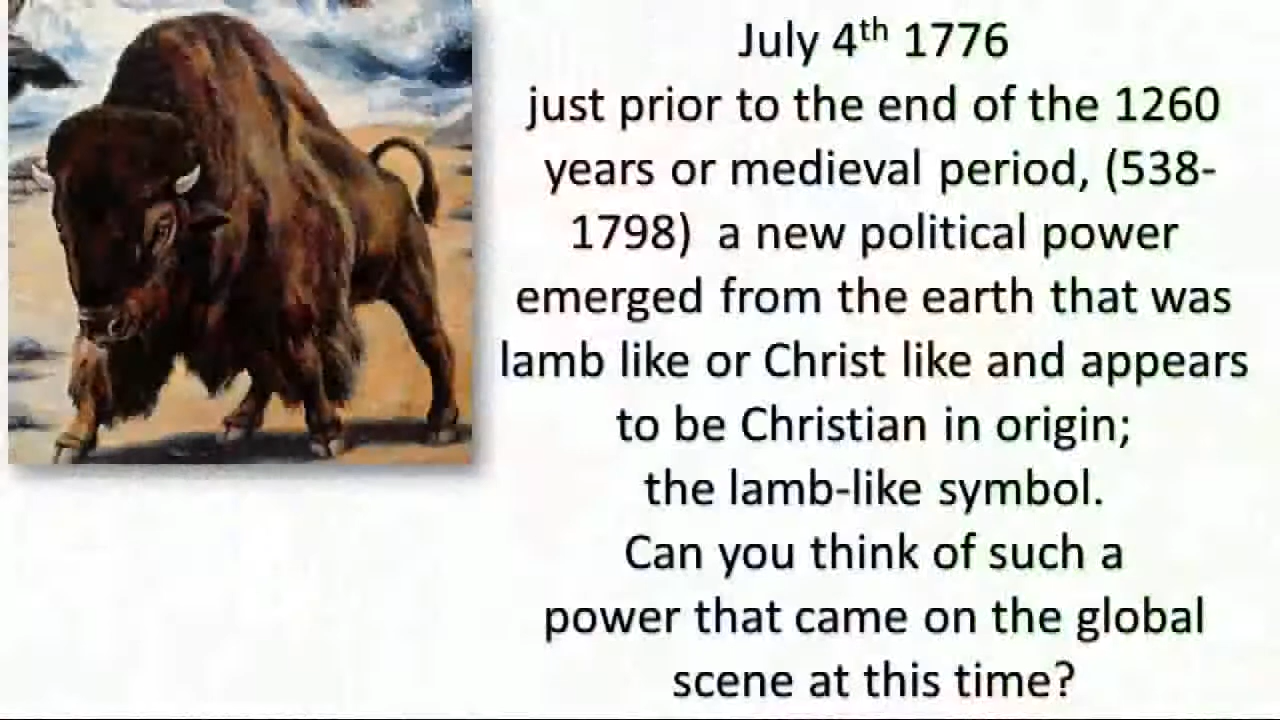 July 4th 1776
just prior to the end of the 1260
years or medieval period, (538-
1798) a new political power
emerged from the earth that was
lamb like or Christ like and appears
to be Christian in origin;
the lamb-like symbol.
Can you think of such a
power that came on the global
scene at this time?